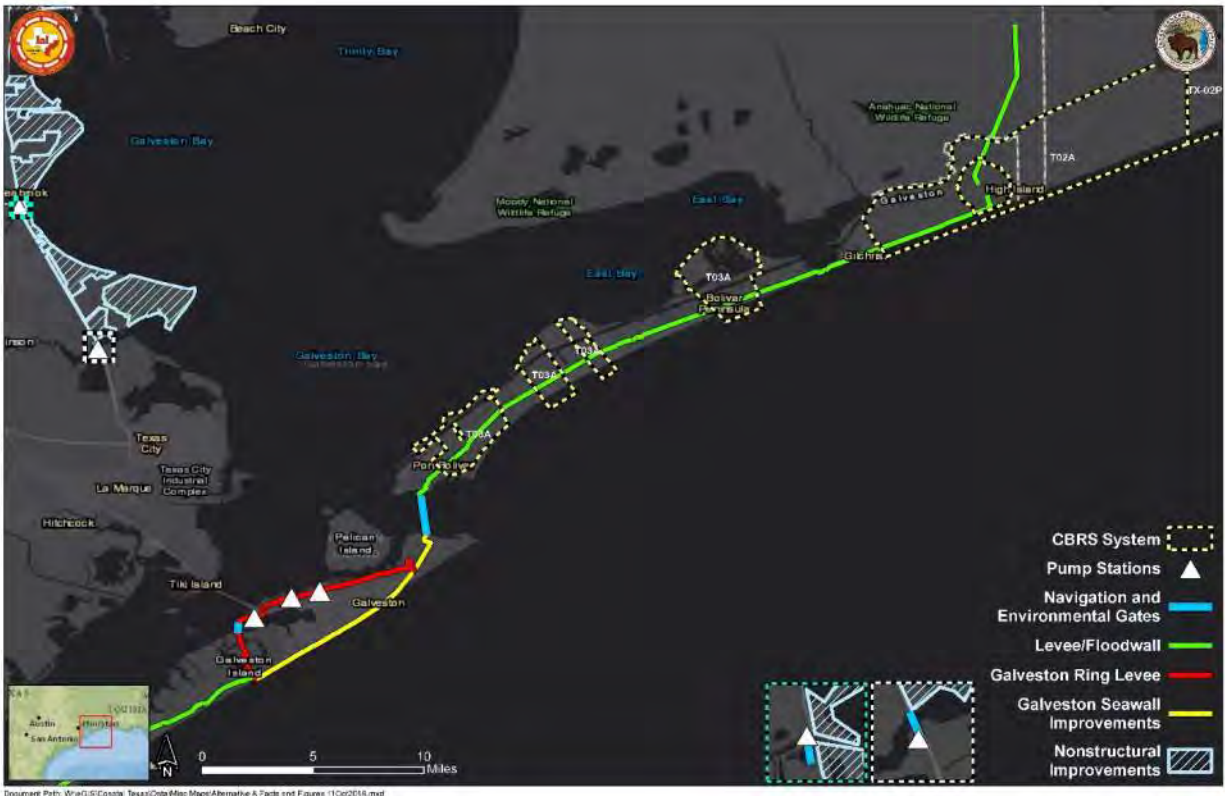 Beach City
Trinity Bay
TX-02P
Anahuac National
Wildlife Refuge
Galveston Bay
T02A
High Island
Galveston
Moody National
Wildlife Refuge
East Bay
Gilchris
East Bay
T03A
Bolivar
Peninsula
inson
Galveston Bay
T03A
T03A
Texas
City
T03A
Texas City
Industrial
Complex
La Marque
Hitchcock
Pelican
Island
Tiki Island
Galveston
Galveston
Island
CBRS System
Pump Stations
Navigation and
Environmental Gates
Levee/Floodwall
Galveston Ring Levee
Galveston Seawall
Improvements
Nonstructural
Improvements
Austin
Houston
San Antonio
N
0 5 10
Miles